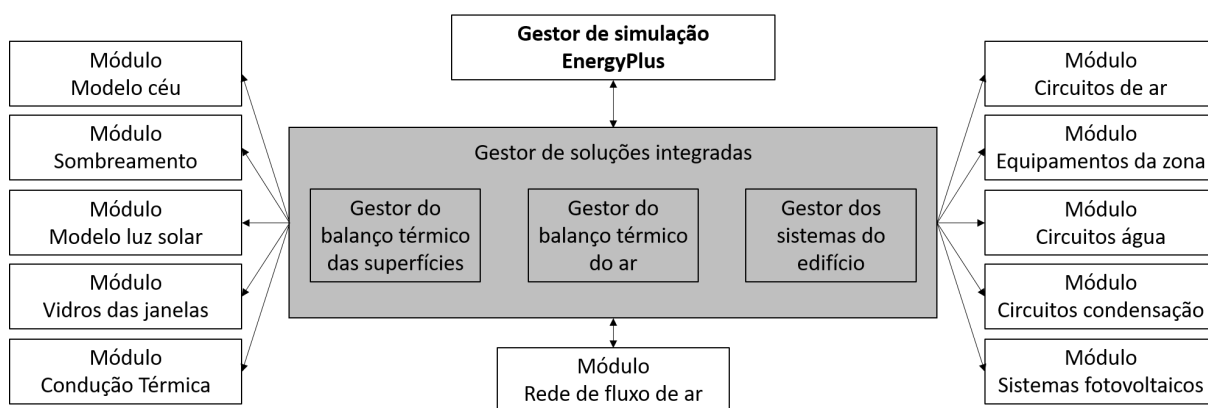 Gestor de simulação
EnergyPlus
Módulo
Modelo céu
Módulo
Sombreamento
Módulo
Modelo luz solar
Módulo
Vidros das janelas
Módulo
Condução Térmica
Gestor de soluções integradas
Gestor do
balanço térmico
das superfícies
Gestor do
balanço térmico
do ar
Gestor dos
sistemas do
edifício
Módulo
Rede de fluxo de ar
Módulo
Circuitos de ar
Módulo
Equipamentos da zona
Módulo
Circuitos água
Módulo
Circuitos condensação
Módulo
Sistemas fotovoltaicos